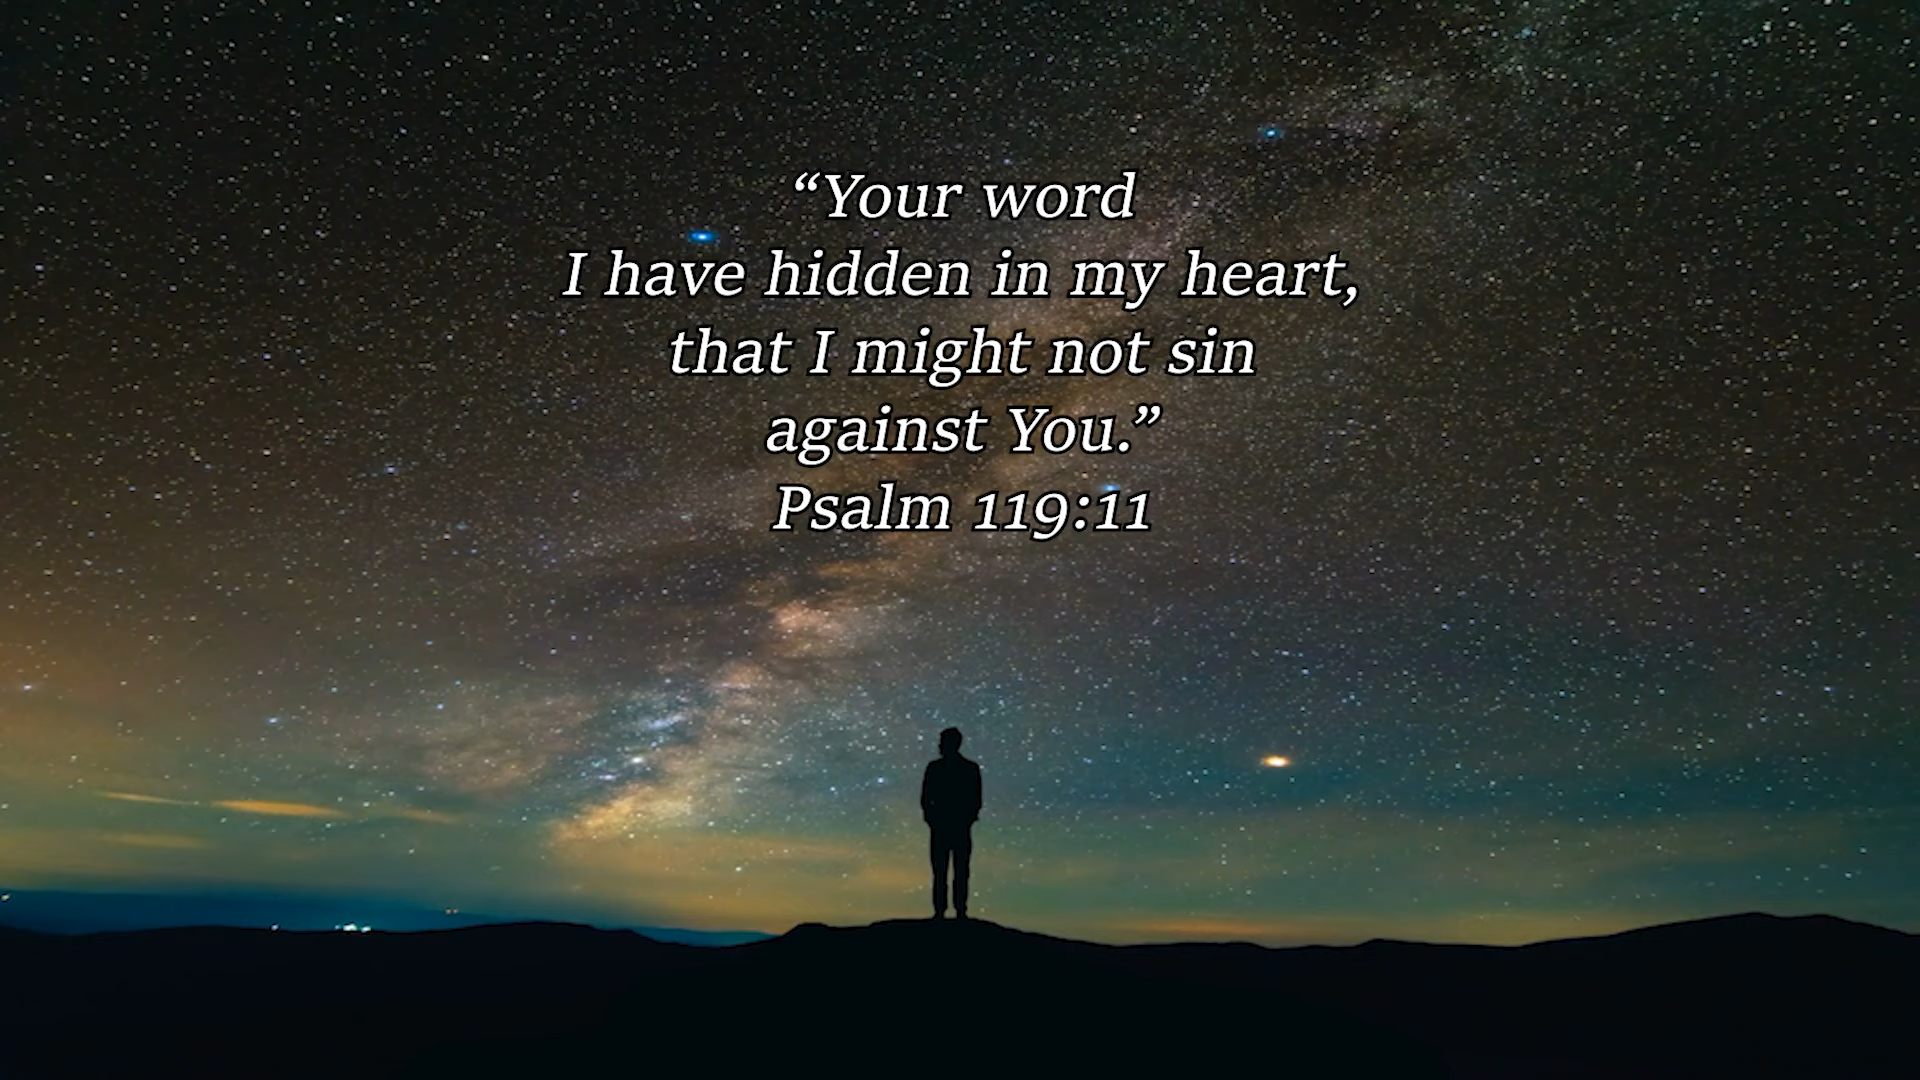 “Your word
I have hidden in my heart,
that I might not sin
against You.”
Psalm 119:11